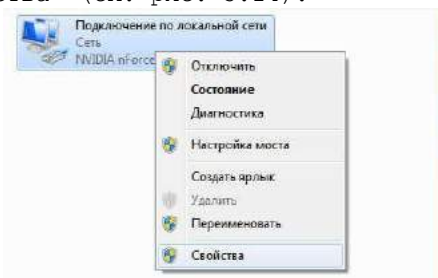 Подключение по локальной сети
Сеть
NVIDIA nForce
Отключить
Состояние
Диагностика
Настройка моста
Создать ярлык
Удалить
Переименовать
Свойства